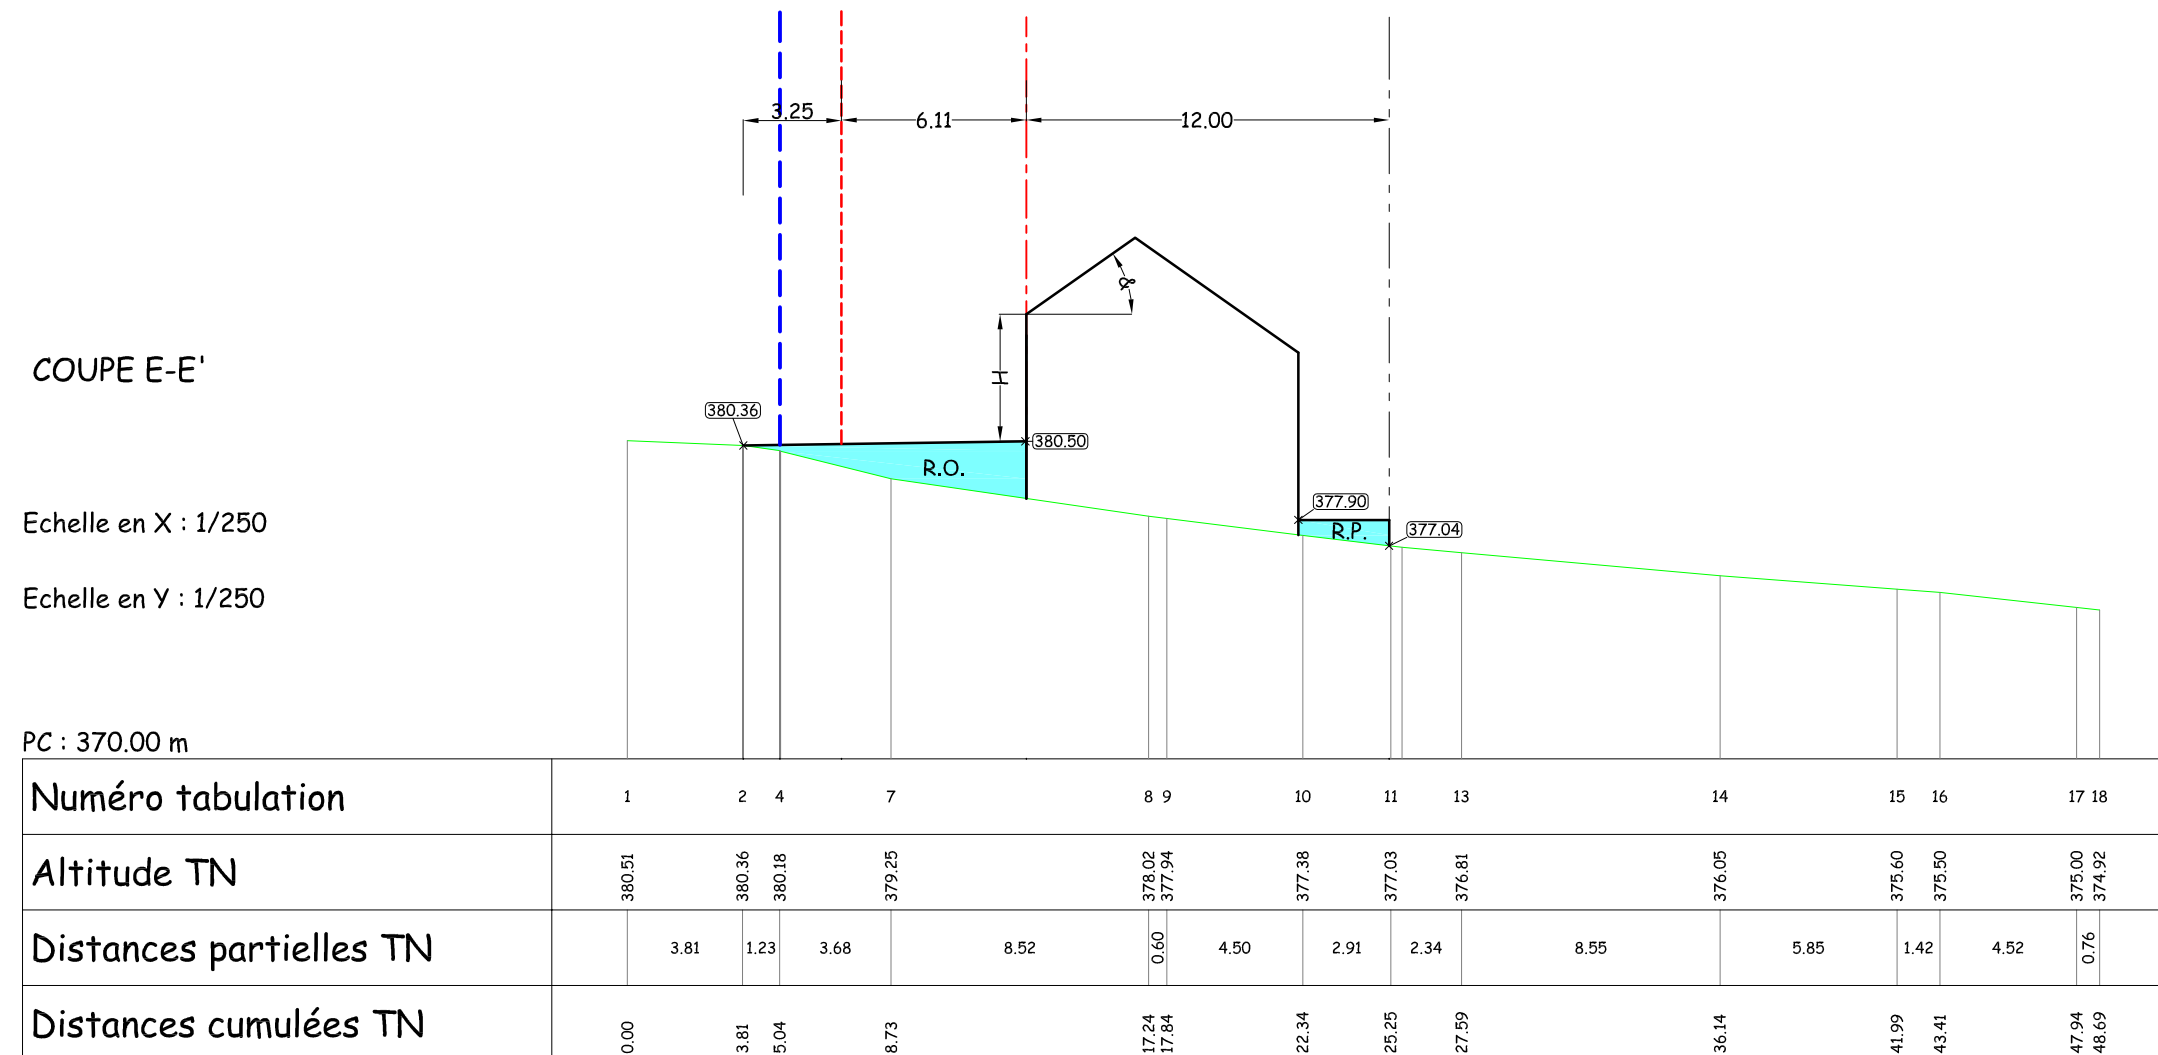 3.25
6.11
12.00
&
H
COUPE E-E'
380.36
380.50
R.O.
377.90
R.P.
377.04
Echelle en X : 1/250
Echelle en Y : 1/250
PC : 370.00 m
Numéro tabulation 1 2 4 7 8 9 10 11 13 14 15 16 17 18
Altitude TN 380.51 380.36 380.18 379.25 378.02 377.94 377.38 377.03 376.81 376.05 375.60 375.50 375.00 374.92
Distances partielles TN 3.81 1.23 3.68 8.52 0.60 4.50 2.91 2.34 8.55 5.85 1.42 4.52 0.76
Distances cumulées TN 0.00 3.81 5.04 8.73 17.24 17.84 22.34 25.25 27.59 36.14 41.99 43.41 47.94 48.69